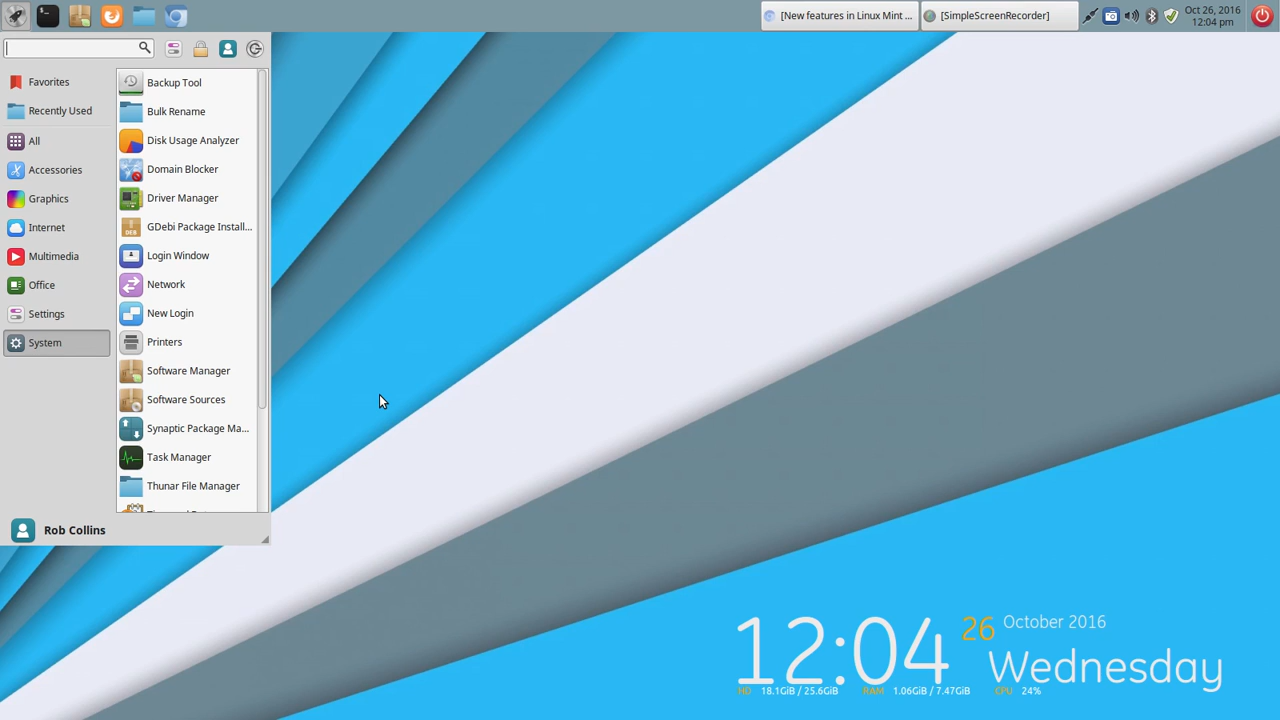 [New features in Linux Mint ...
[SimpleScreenRecorder]
Oct 26, 2016
12:04 pm
Favorites
Recently Used
All
Accessories
Graphics
Internet
Multimedia
Office
Settings
System
Backup Tool
Bulk Rename
Disk Usage Analyzer
Domain Blocker
Driver Manager
GDebi Package Install...
Login Window
Network
New Login
Printers
Software Manager
Software Sources
Synaptic Package Ma...
Task Manager
Thunar File Manager
Rob Collins
12:04
26 October 2016
Wednesday
HD 18.1GiB / 25.6GiB RAM 1.06GiB / 7.47GiB CPU 24%